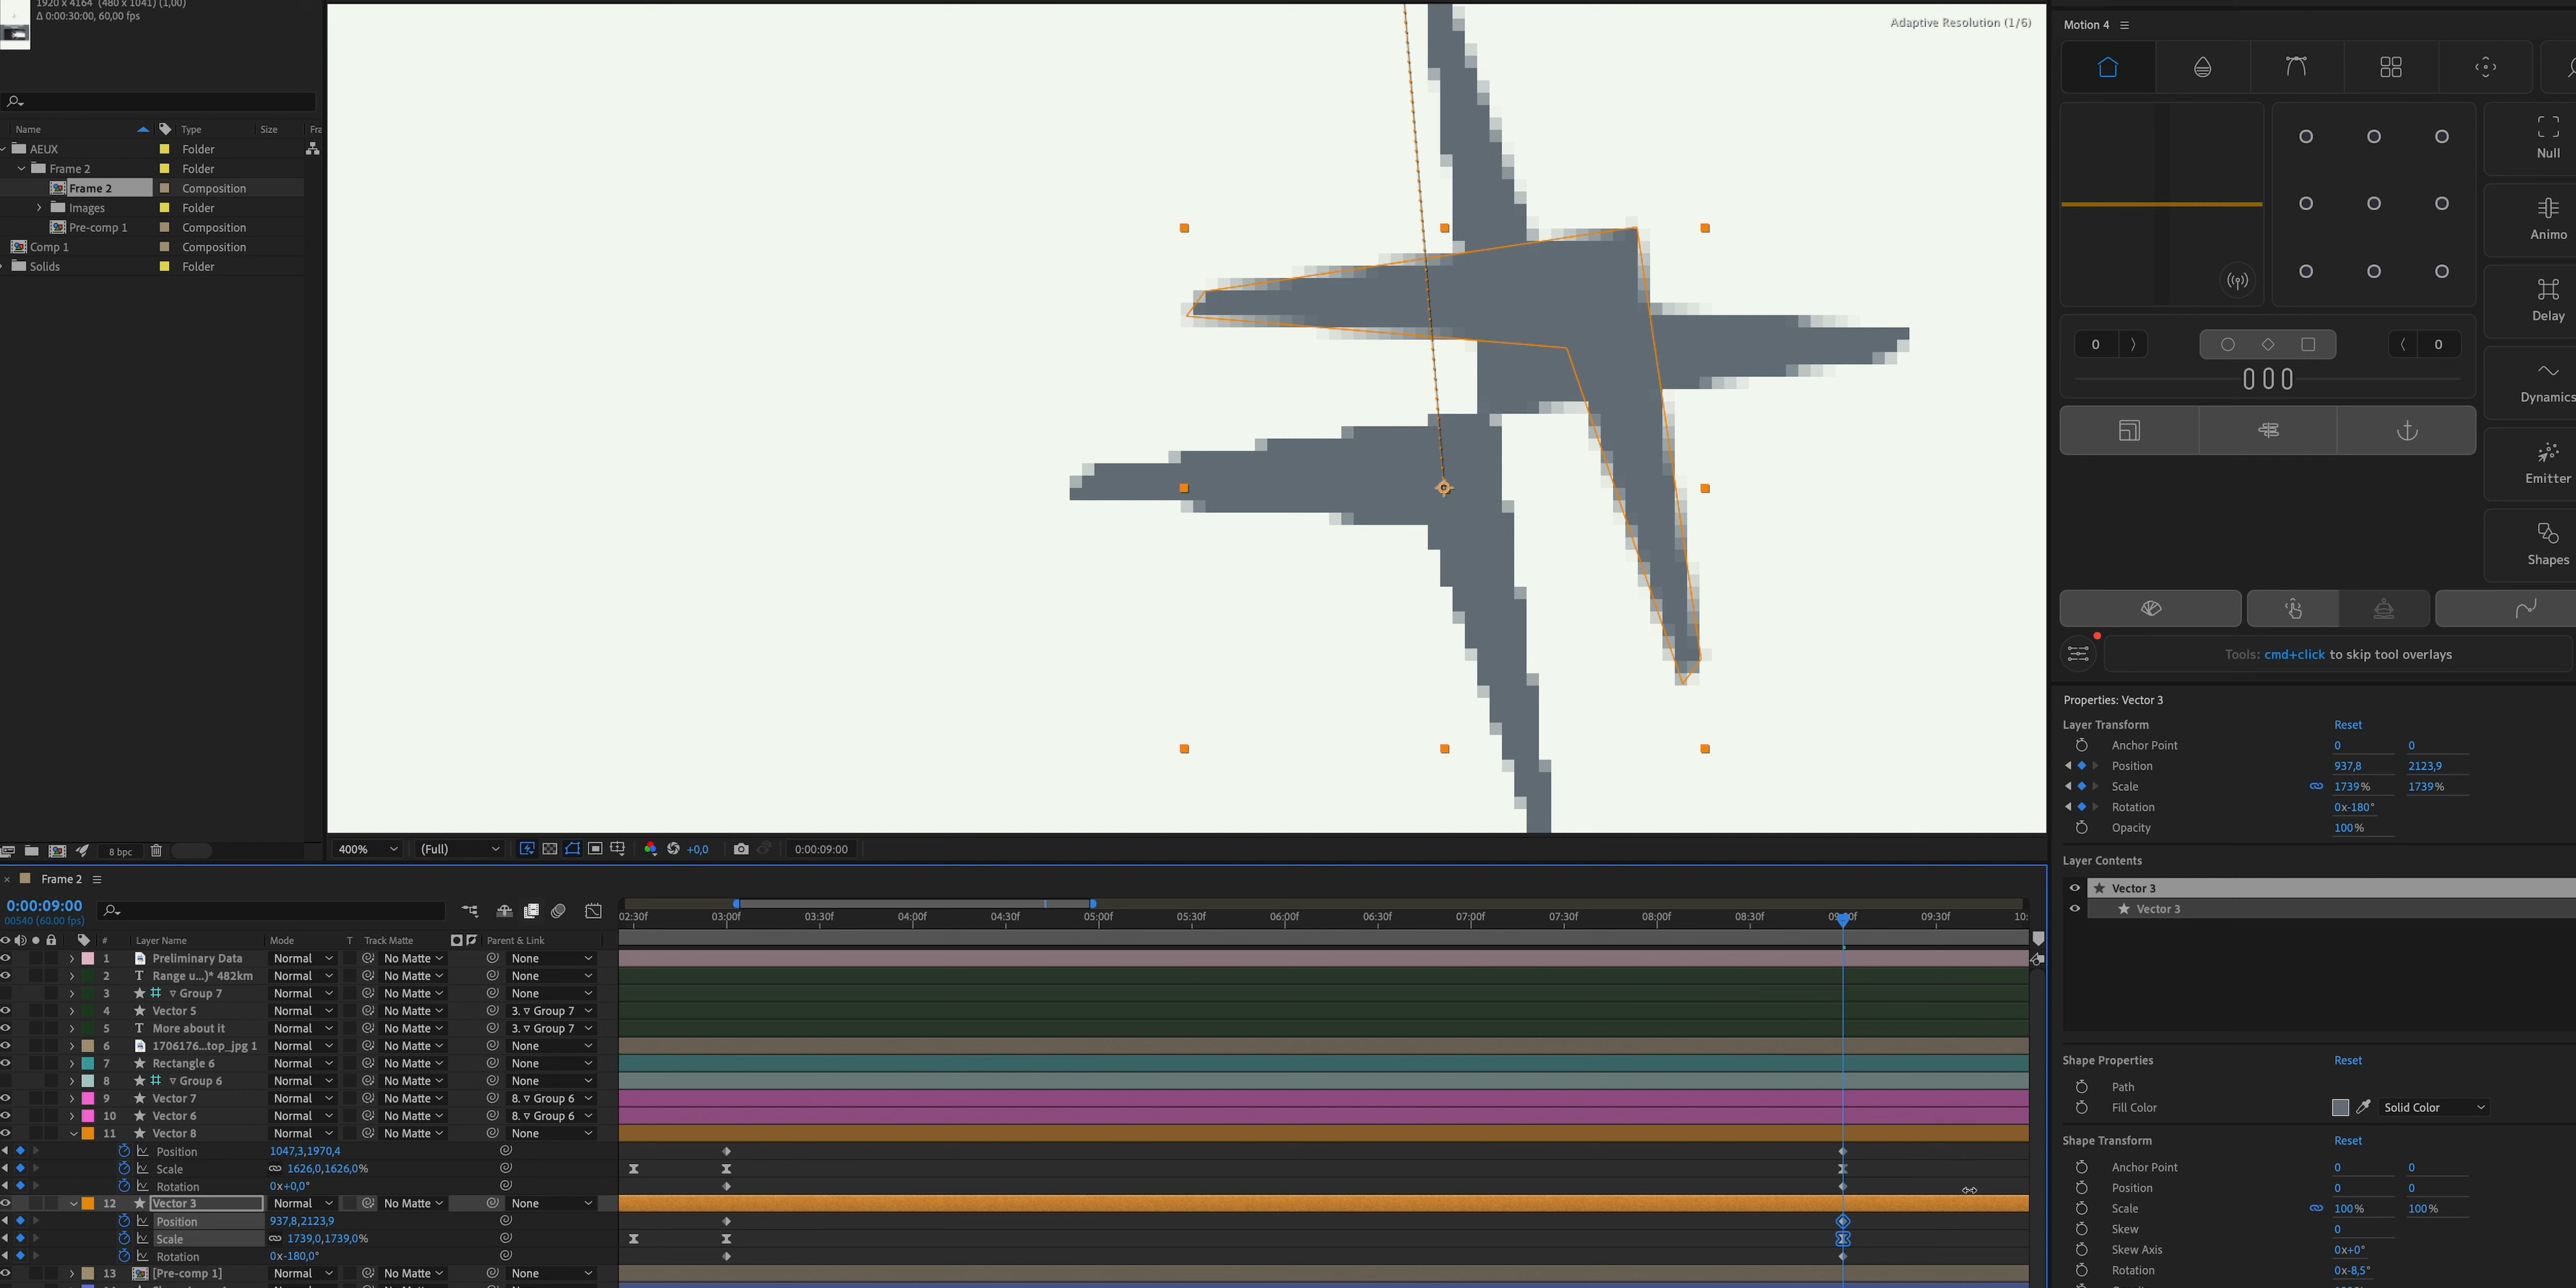 1920 x 4164 (480 x 1041) (1,00)
Δ 0:00:30:00, 60,00 fps
Name Type Size Fra
AEUX Folder
Frame 2 Folder
Frame 2 Composition
Images Folder
Pre-comp 1 Composition
Comp 1 Composition
Solids Folder
8 bpc
Adaptive Resolution (1/6)
400% (Full) +0,0 0:00:09:00
Motion 4
Null
Animo
Delay
0 0
Dynamics
Emitter
Shapes
Tools: cmd+click to skip tool overlays
Properties: Vector 3
Layer Transform Reset
Anchor Point 0 0
Position 937,8 2123,9
Scale 1739% 1739%
Rotation 0x-180°
Opacity 100%
Layer Contents
Vector 3
Vector 3
Shape Properties Reset
Path
Fill Color Solid Color
Shape Transform Reset
Anchor Point 0 0
Position 0 0
Scale 100% 100%
Skew 0
Skew Axis 0x+0°
Rotation 0x-8,5°
Frame 2
0:00:09:00
00540 (60.00 fps)
02:30f 03:00f 03:30f 04:00f 04:30f 05:00f 05:30f 06:00f 06:30f 07:00f 07:30f 08:00f 08:30f 09:30f 10:
# Layer Name Mode T Track Matte Parent & Link
1 Preliminary Data Normal No Matte None
2 T Range u...)* 482km Normal No Matte None
3 ▿ Group 7 Normal No Matte None
4 Vector 5 Normal No Matte 3. ▿ Group 7
5 T More about it Normal No Matte 3. ▿ Group 7
6 1706176...top_jpg 1 Normal No Matte None
7 Rectangle 6 Normal No Matte None
8 ▿ Group 6 Normal No Matte None
9 Vector 7 Normal No Matte 8. ▿ Group 6
10 Vector 6 Normal No Matte 8. ▿ Group 6
11 Vector 8 Normal No Matte None
Position 1047,3,1970,4
Scale 1626,0,1626,0%
Rotation 0x+0,0°
12 Vector 3 Normal No Matte None
Position 937,8,2123,9
Scale 1739,0,1739,0%
Rotation 0x-180,0°
13 [Pre-comp 1] Normal No Matte None